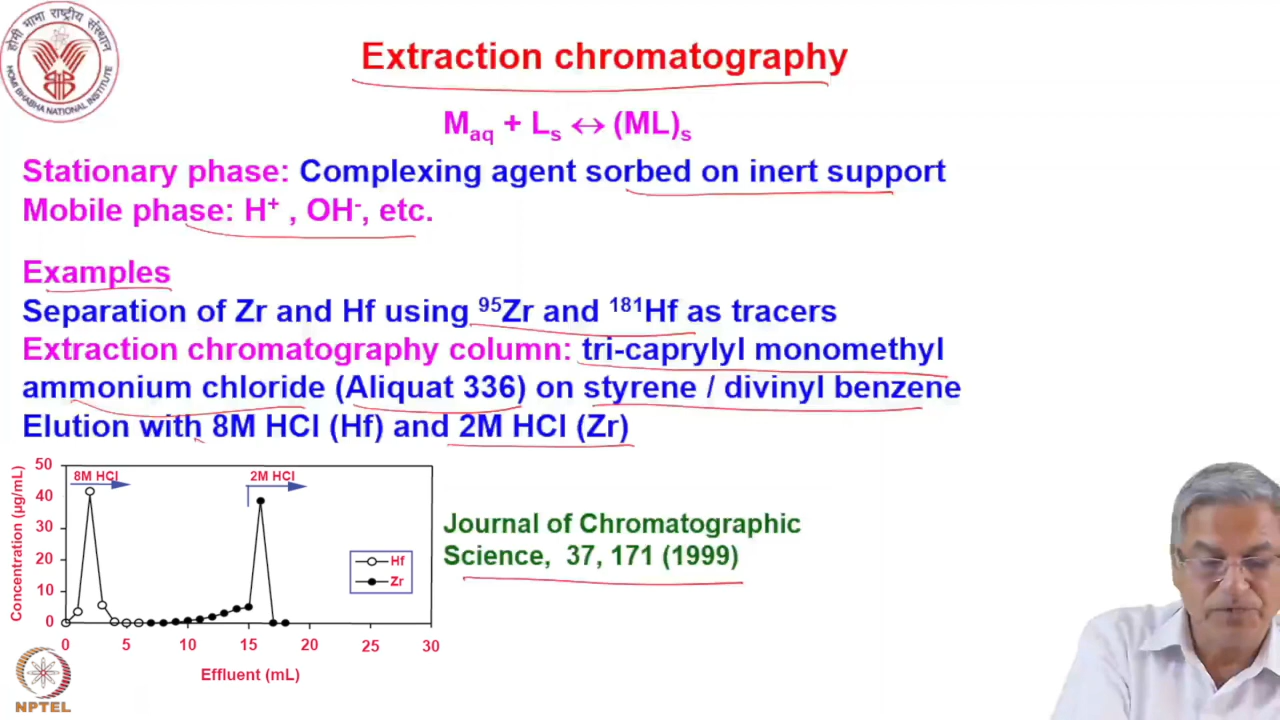 होमी भाभा राष्ट्रीय संस्थान
HOMI BHABHA NATIONAL INSTITUTE
Extraction chromatography
Maq + Ls ↔ (ML)s
Stationary phase: Complexing agent sorbed on inert support
Mobile phase: H⁺ , OH⁻, etc.
Examples
Separation of Zr and Hf using ⁹⁵Zr and ¹⁸¹Hf as tracers
Extraction chromatography column: tri-caprylyl monomethyl
ammonium chloride (Aliquat 336) on styrene / divinyl benzene
Elution with 8M HCl (Hf) and 2M HCl (Zr)
50
40
30
20
10
0
Concentration (µg/mL)
8M HCl
2M HCl
Hf
Zr
0 5 10 15 20 25 30
Effluent (mL)
Journal of Chromatographic
Science, 37, 171 (1999)
NPTEL